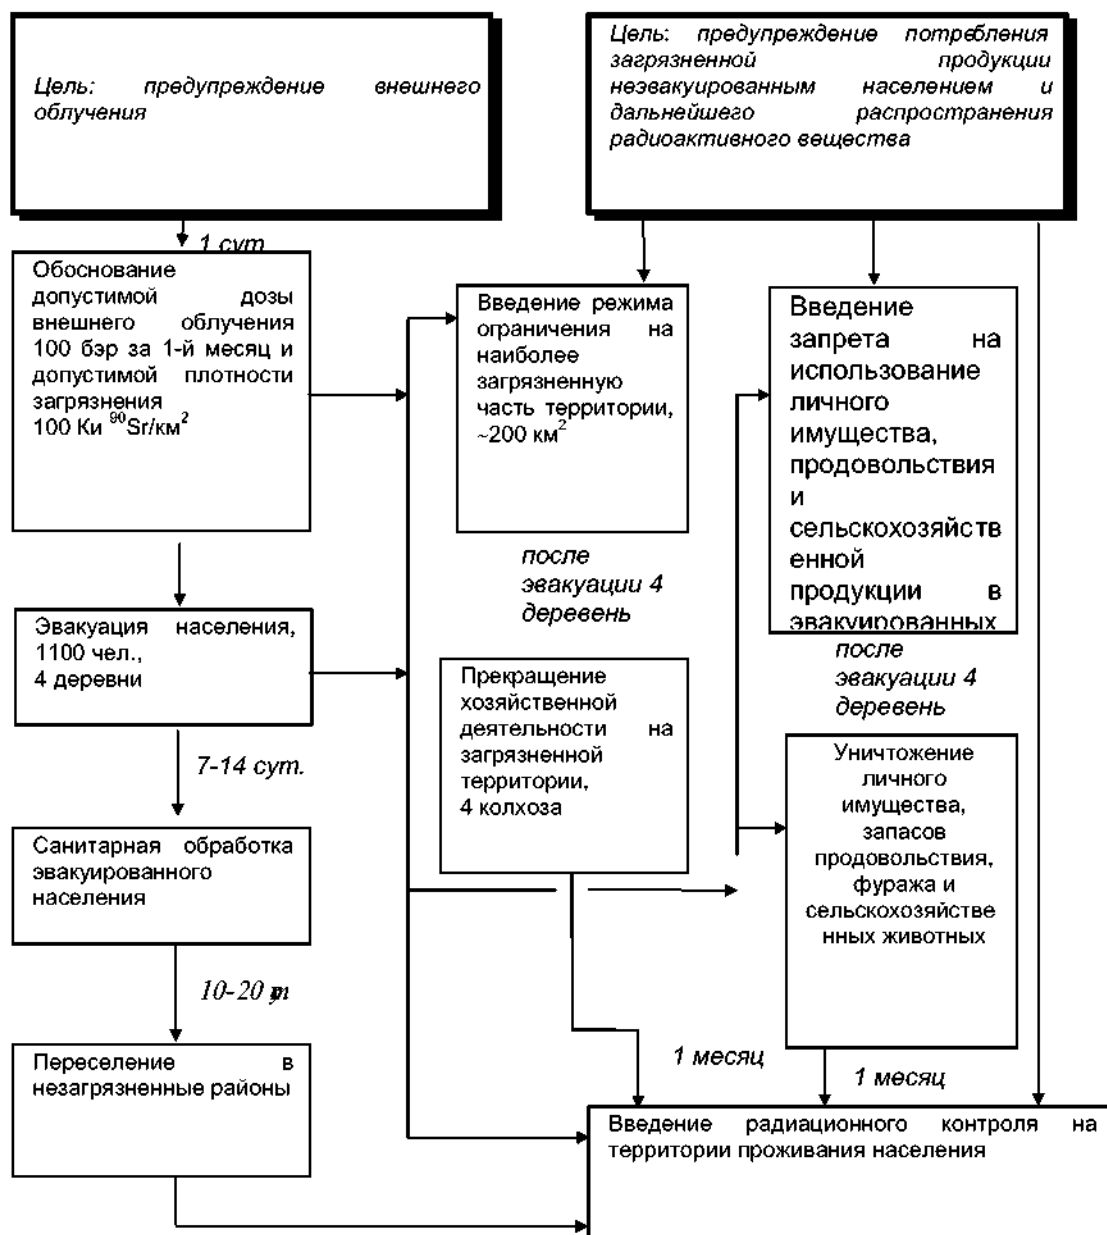 Цель: предупреждение внешнего
облучения
Цель: предупреждение потребления
загрязненной продукции
неэвакуированным населением и
дальнейшего распространения
радиоактивного вещества
1 сут
Обоснование
допустимой дозы
внешнего облучения
100 бэр за 1-й месяц и
допустимой плотности
загрязнения
100 Ки ⁹⁰Sr/км²
Введение режима
ограничения на
наиболее
загрязненную
часть территории,
~200 км²
Введение
запрета на
использование
личного
имущества,
продовольствия
и
сельскохозяйств
енной
продукции в
эвакуированных
после
эвакуации 4
деревень
Эвакуация населения,
1100 чел.,
4 деревни
Прекращение
хозяйственной
деятельности на
загрязненной
территории,
4 колхоза
после
эвакуации 4
деревень
7-14 сут.
Уничтожение
личного
имущества,
запасов
продовольствия,
фуража и
сельскохозяйстве
нных животных
Санитарная обработка
эвакуированного
населения
10-20
1 месяц
1 месяц
Переселение в
незагрязненные районы
Введение радиационного контроля на
территории проживания населения